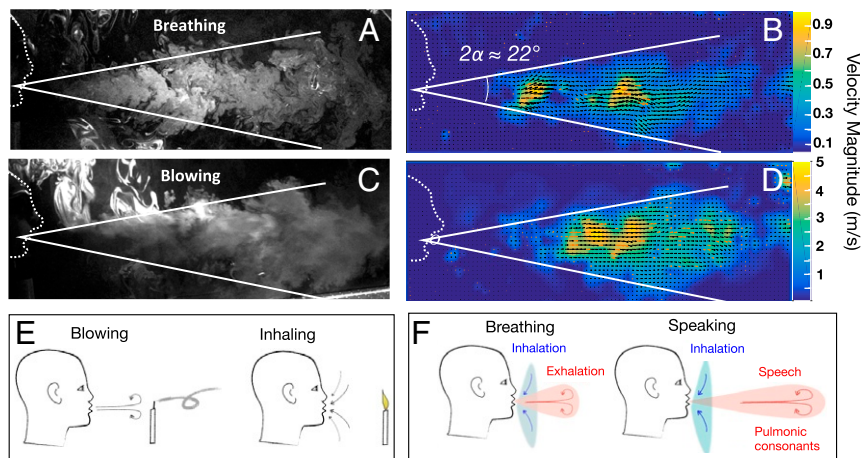 Breathing
A
B
2α ≈ 22°
0.9
0.7
0.5
0.3
0.1
Blowing
C
D
5
4
3
2
1
Velocity Magnitude (m/s)
E
Blowing
Inhaling
F
Breathing
Speaking
Inhalation
Exhalation
Inhalation
Speech
Pulmonic
consonants